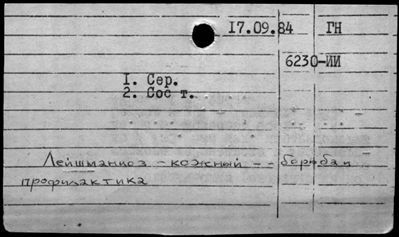 17.09.84 ГН
6230-ИИ
1. Сер.
2. Сос т.
Лейшманиоз - кожный - - борьба и
профилактика